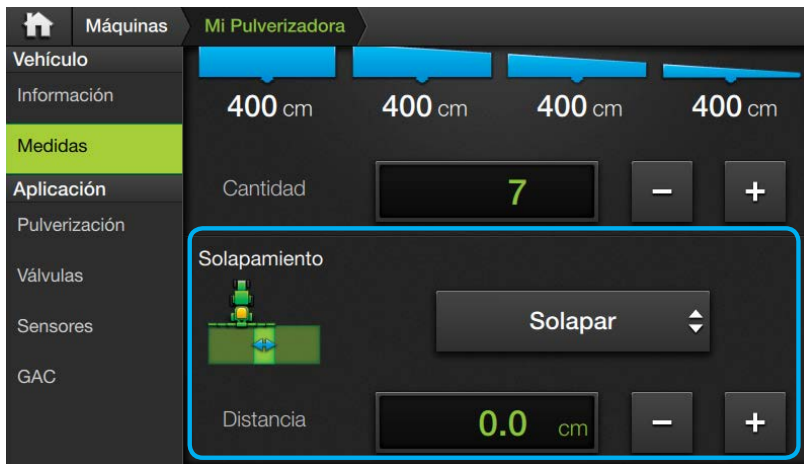 Máquinas Mi Pulverizadora
Vehículo
Información
Medidas
Aplicación
Pulverización
Válvulas
Sensores
GAC
400 cm 400 cm 400 cm 400 cm
Cantidad 7 − +
Solapamiento
Solapar
Distancia 0.0 cm − +